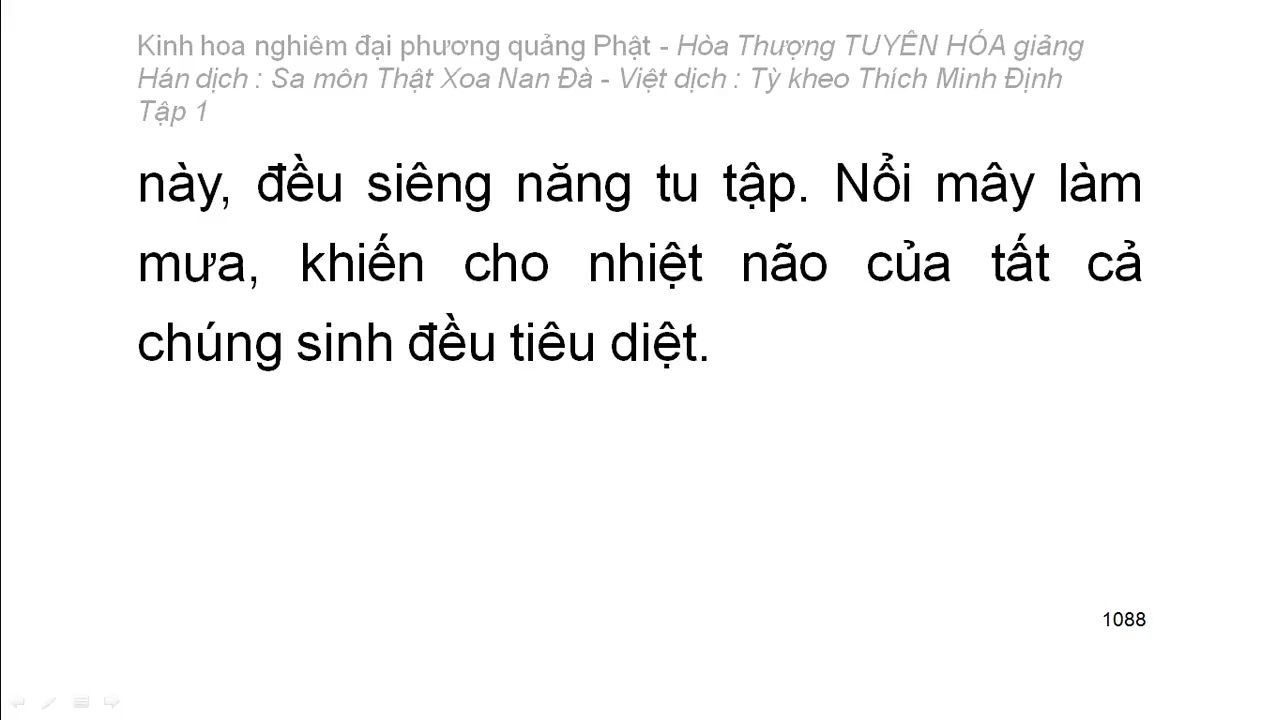 Kinh hoa nghiêm đại phương quảng Phật - Hòa Thượng TUYÊN HÓA giảng
Hán dịch : Sa môn Thật Xoa Nan Đà - Việt dịch : Tỳ kheo Thích Minh Định
Tập 1
này, đều siêng năng tu tập. Nổi mây làm
mưa, khiến cho nhiệt não của tất cả
chúng sinh đều tiêu diệt.
1088